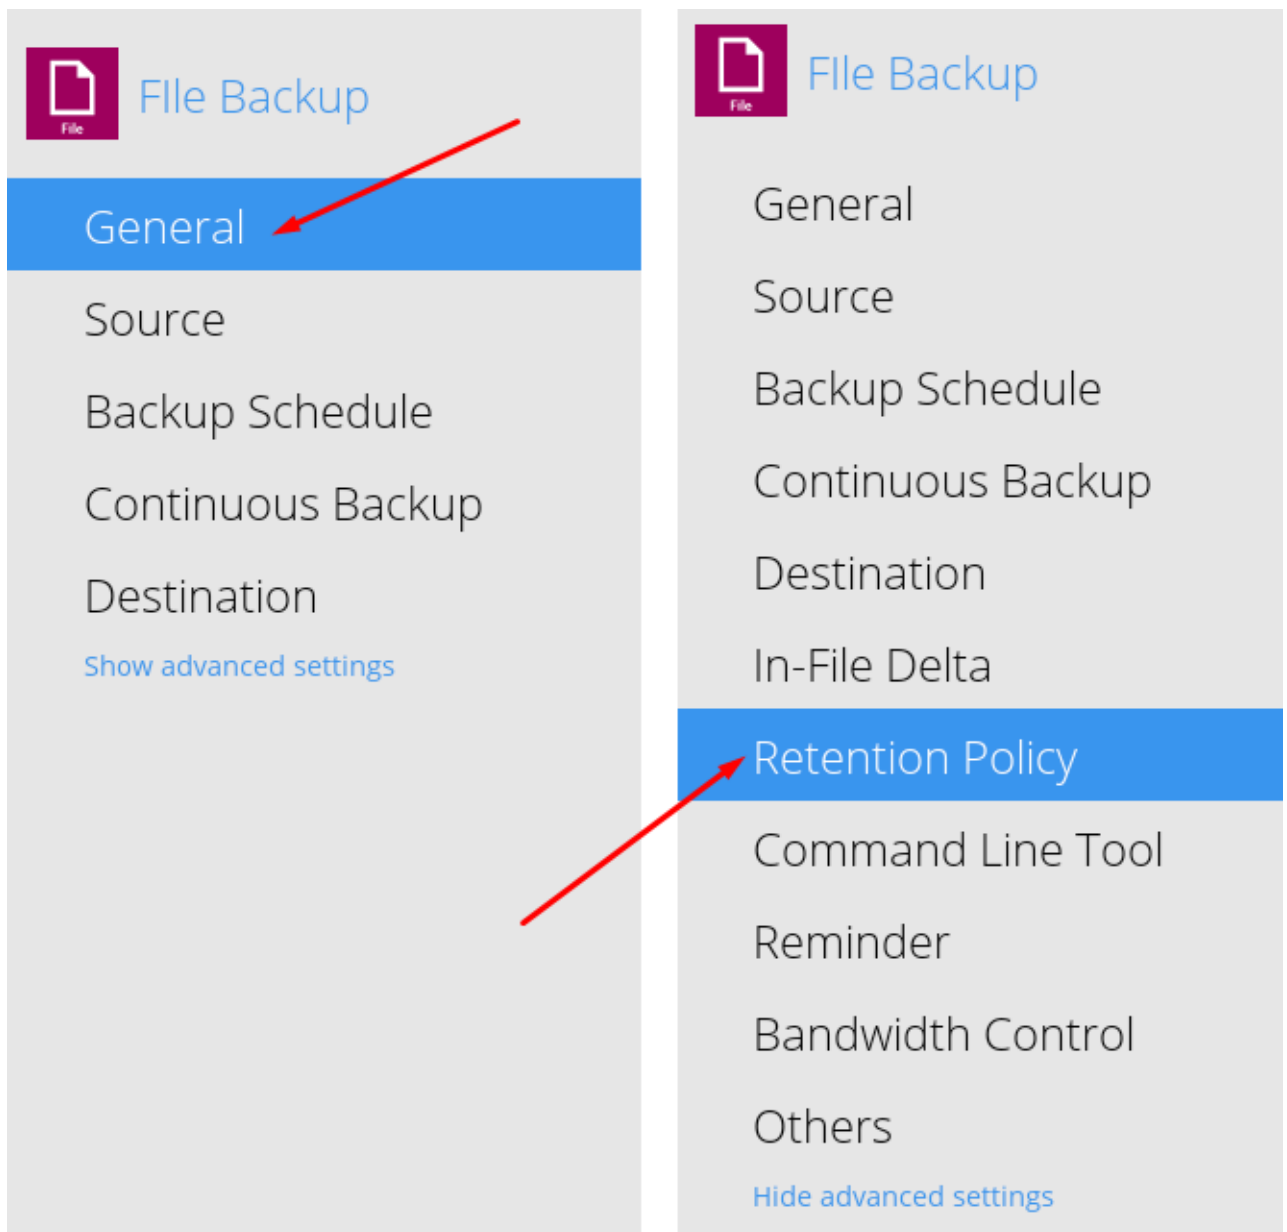 File
FIle Backup
General
Source
Backup Schedule
Continuous Backup
Destination
Show advanced settings
File
FIle Backup
General
Source
Backup Schedule
Continuous Backup
Destination
In-File Delta
Retention Policy
Command Line Tool
Reminder
Bandwidth Control
Others
Hide advanced settings